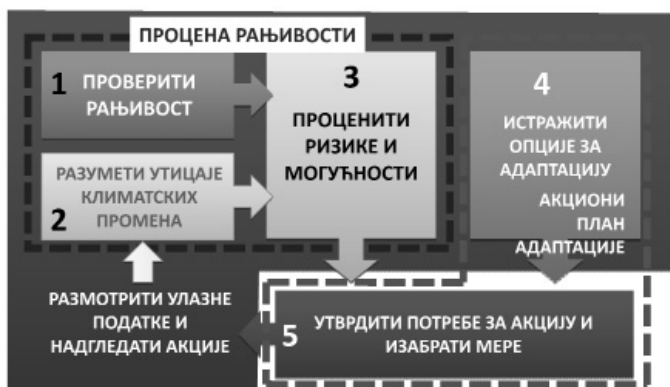 ПРОЦЕНА РАЊИВОСТИ
1 ПРОВЕРИТИ
РАЊИВОСТ
РАЗУМЕТИ УТИЦАЈЕ
КЛИМАТСКИХ
2 ПРОМЕНА
3
ПРОЦЕНИТИ
РИЗИКЕ И
МОГУЋНОСТИ
4
ИСТРАЖИТИ
ОПЦИЈЕ ЗА
АДАПТАЦИЈУ
АКЦИОНИ
ПЛАН
АДАПТАЦИЈЕ
5 УТВРДИТИ ПОТРЕБЕ ЗА АКЦИЈУ И
ИЗАБРАТИ МЕРЕ
РАЗМОТРИТИ УЛАЗНЕ
ПОДАТКЕ И
НАДГЛЕДАТИ АКЦИЈЕ